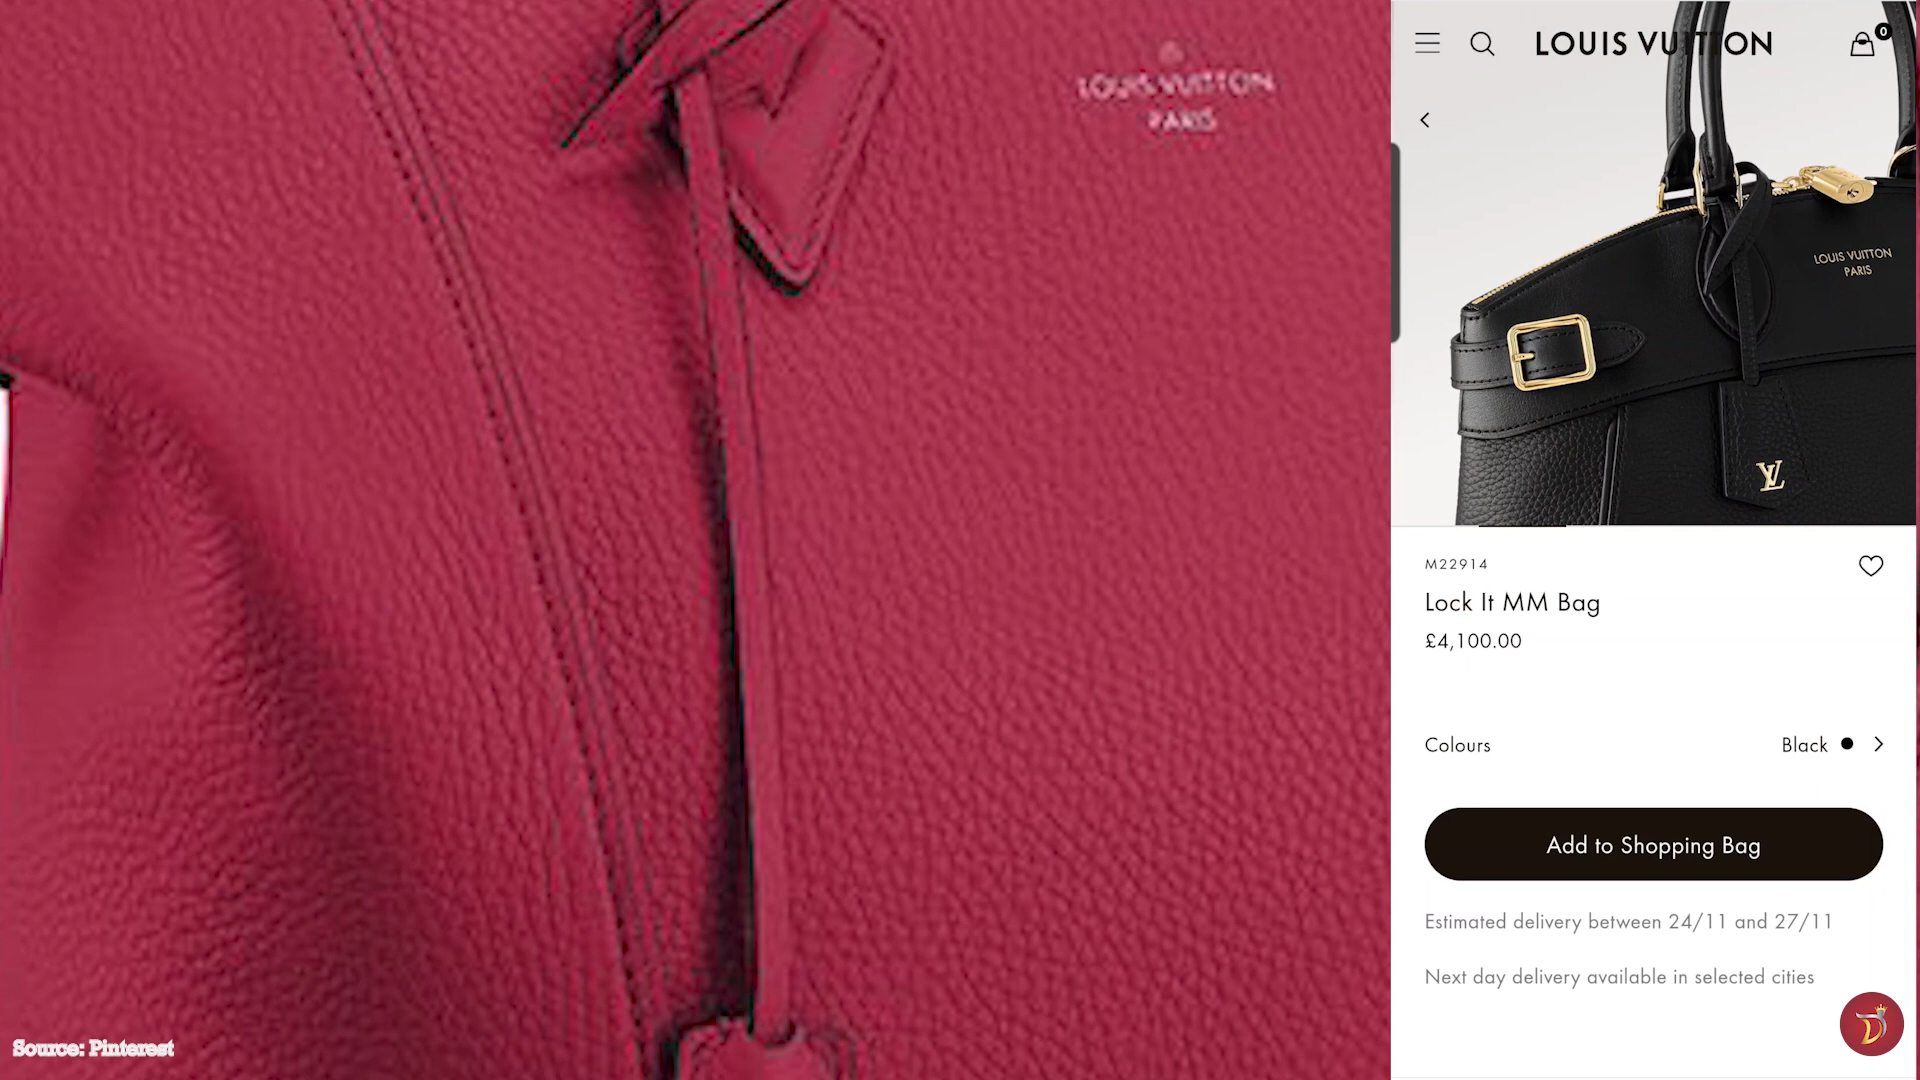 LOUIS VUITTON
PARIS
Source: Pinterest
LOUIS VUITTON
0
LOUIS VUITTON
PARIS
LV
M22914
Lock It MM Bag
£4,100.00
Colours
Black
Add to Shopping Bag
Estimated delivery between 24/11 and 27/11
Next day delivery available in selected cities